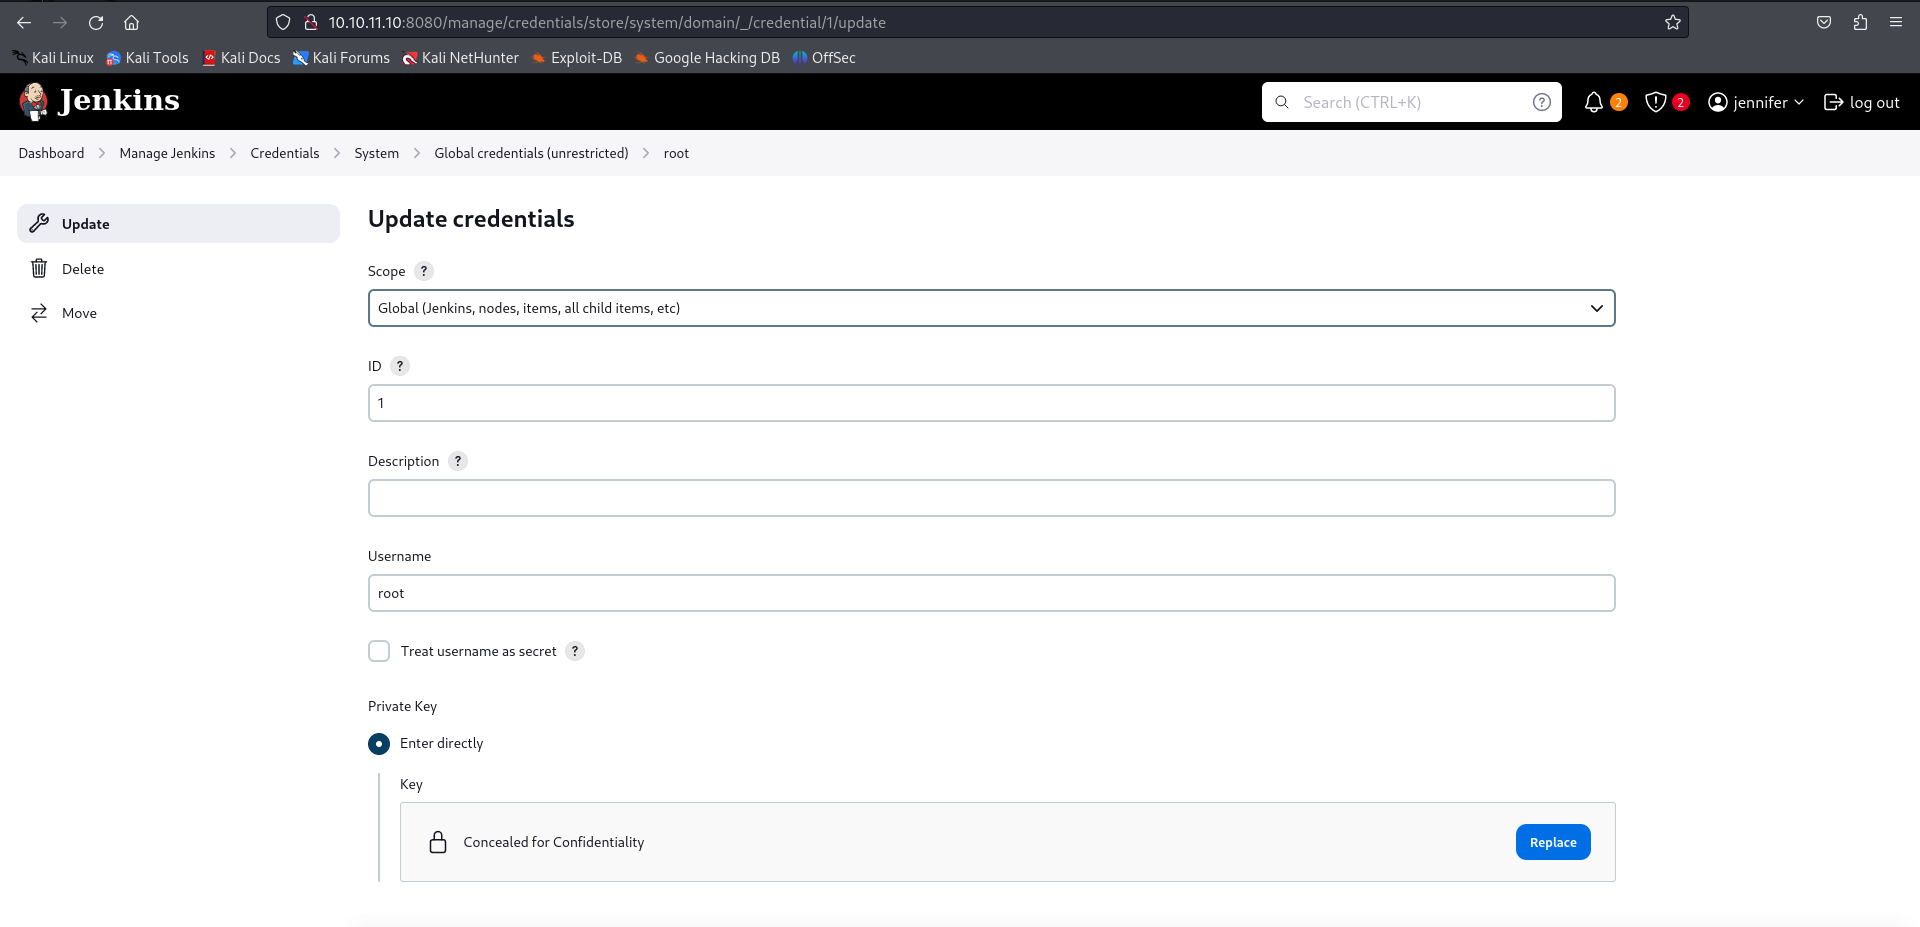 10.10.11.10:8080/manage/credentials/store/system/domain/_/credential/1/update
Kali Linux Kali Tools Kali Docs Kali Forums Kali NetHunter Exploit-DB Google Hacking DB OffSec
Jenkins Search (CTRL+K) ? 2 2 jennifer log out
Dashboard Manage Jenkins Credentials System Global credentials (unrestricted) root
Update
Delete
Move
Update credentials
Scope ?
Global (Jenkins, nodes, items, all child items, etc)
ID ?
1
Description ?
Username
root
Treat username as secret ?
Private Key
Enter directly
Key
Concealed for Confidentiality Replace